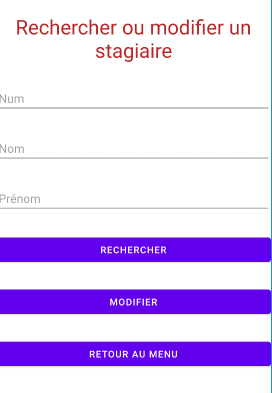 Rechercher ou modifier un
stagiaire
Num
Nom
Prénom
RECHERCHER
MODIFIER
RETOUR AU MENU